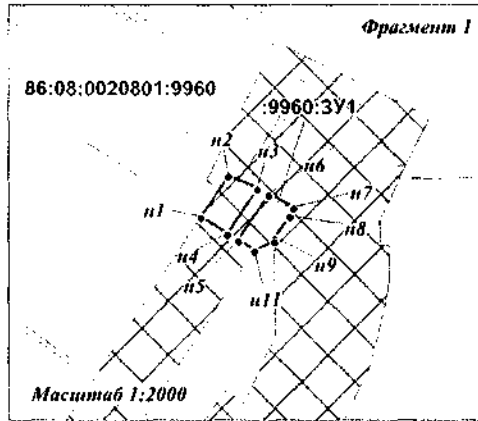 Фрагмент 1
86:08:0020801:9960
:9960:ЗУ1
н2
н3
н6
н7
н1
н8
н4
н9
н5
н11
Масштаб 1:2000